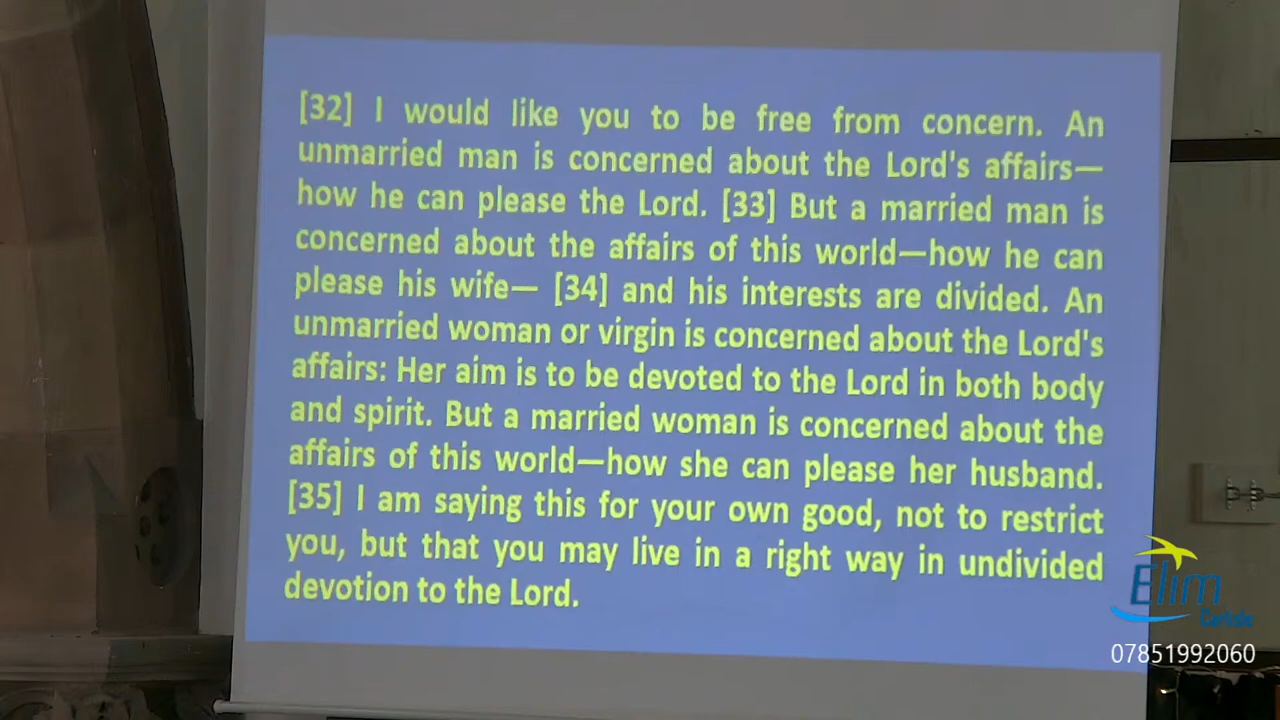 [32] I would like you to be free from concern. An
unmarried man is concerned about the Lord's affairs—
how he can please the Lord. [33] But a married man is
concerned about the affairs of this world—how he can
please his wife— [34] and his interests are divided. An
unmarried woman or virgin is concerned about the Lord's
affairs: Her aim is to be devoted to the Lord in both body
and spirit. But a married woman is concerned about the
affairs of this world—how she can please her husband.
[35] I am saying this for your own good, not to restrict
you, but that you may live in a right way in undivided
devotion to the Lord.
Elim
Carlisle
07851992060